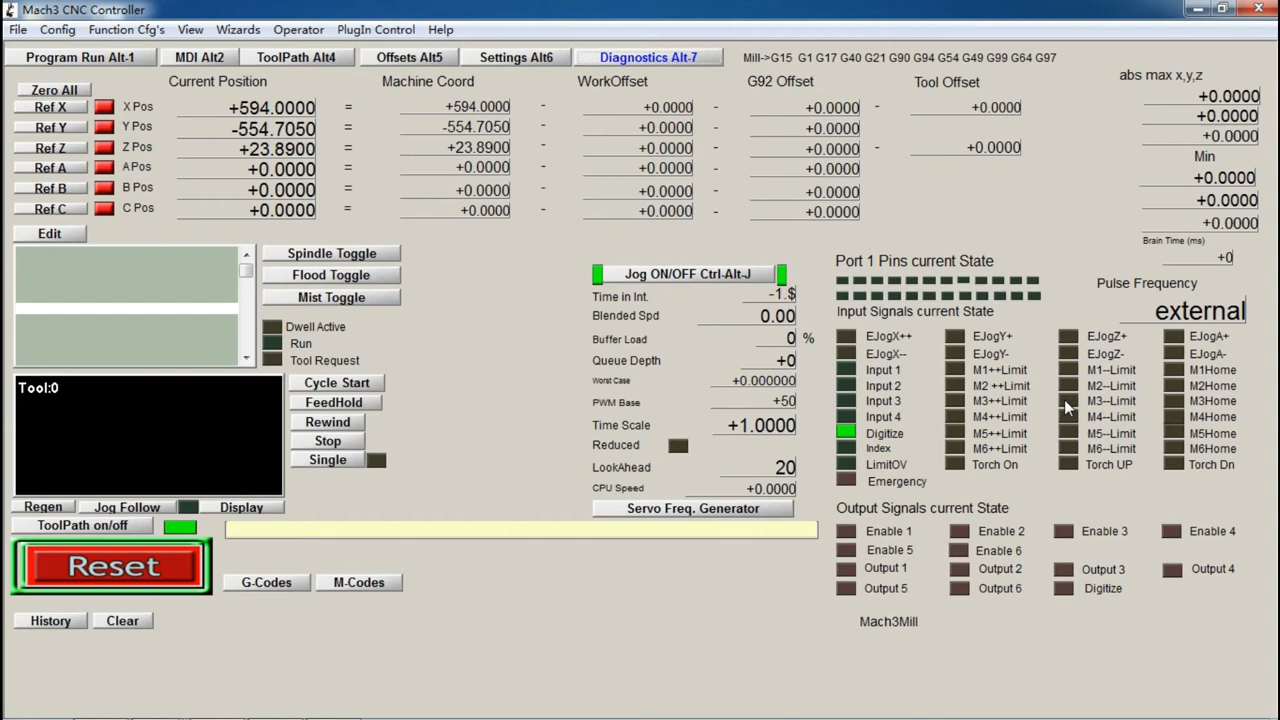 Mach3 CNC Controller
File Config Function Cfg's View Wizards Operator PlugIn Control Help
Program Run Alt-1 MDI Alt2 ToolPath Alt4 Offsets Alt5 Settings Alt6 Diagnostics Alt-7 Mill->G15 G1 G17 G40 G21 G90 G94 G54 G49 G99 G64 G97
Current Position Machine Coord WorkOffset G92 Offset Tool Offset abs max x,y,z
Zero All
Ref X X Pos +594.0000 = +594.0000 - +0.0000 - +0.0000 - +0.0000 +0.0000
Ref Y Y Pos -554.7050 = -554.7050 - +0.0000 - +0.0000 +0.0000
Ref Z Z Pos +23.8900 = +23.8900 - +0.0000 - +0.0000 - +0.0000 +0.0000
Min
Ref A A Pos +0.0000 = +0.0000 - +0.0000 - +0.0000 +0.0000
Ref B B Pos +0.0000 = +0.0000 - +0.0000 - +0.0000 +0.0000
Ref C C Pos +0.0000 = +0.0000 - +0.0000 - +0.0000 +0.0000
Edit
Brain Time (ms)
+0
Spindle Toggle
Flood Toggle
Mist Toggle
Dwell Active
Run
Tool Request
Tool:0
Cycle Start
FeedHold
Rewind
Stop
Single
Regen Jog Follow Display
ToolPath on/off
Reset
G-Codes M-Codes
History Clear
Jog ON/OFF Ctrl-Alt-J
Time in Int. -1.$
Blended Spd 0.00
Buffer Load 0 %
Queue Depth +0
Worst Case +0.000000
PWM Base +50
Time Scale +1.0000
Reduced
LookAhead 20
CPU Speed +0.0000
Servo Freq. Generator
Port 1 Pins current State
Pulse Frequency
external
Input Signals current State
EJogX++ EJogY+ EJogZ+ EJogA+
EJogX-- EJogY- EJogZ- EJogA-
Input 1 M1++Limit M1--Limit M1Home
Input 2 M2 ++Limit M2--Limit M2Home
Input 3 M3++Limit M3--Limit M3Home
Input 4 M4++Limit M4--Limit M4Home
Digitize M5++Limit M5--Limit M5Home
Index M6++Limit M6--Limit M6Home
LimitOV Torch On Torch UP Torch Dn
Emergency
Output Signals current State
Enable 1 Enable 2 Enable 3 Enable 4
Enable 5 Enable 6
Output 1 Output 2 Output 3 Output 4
Output 5 Output 6 Digitize
Mach3Mill